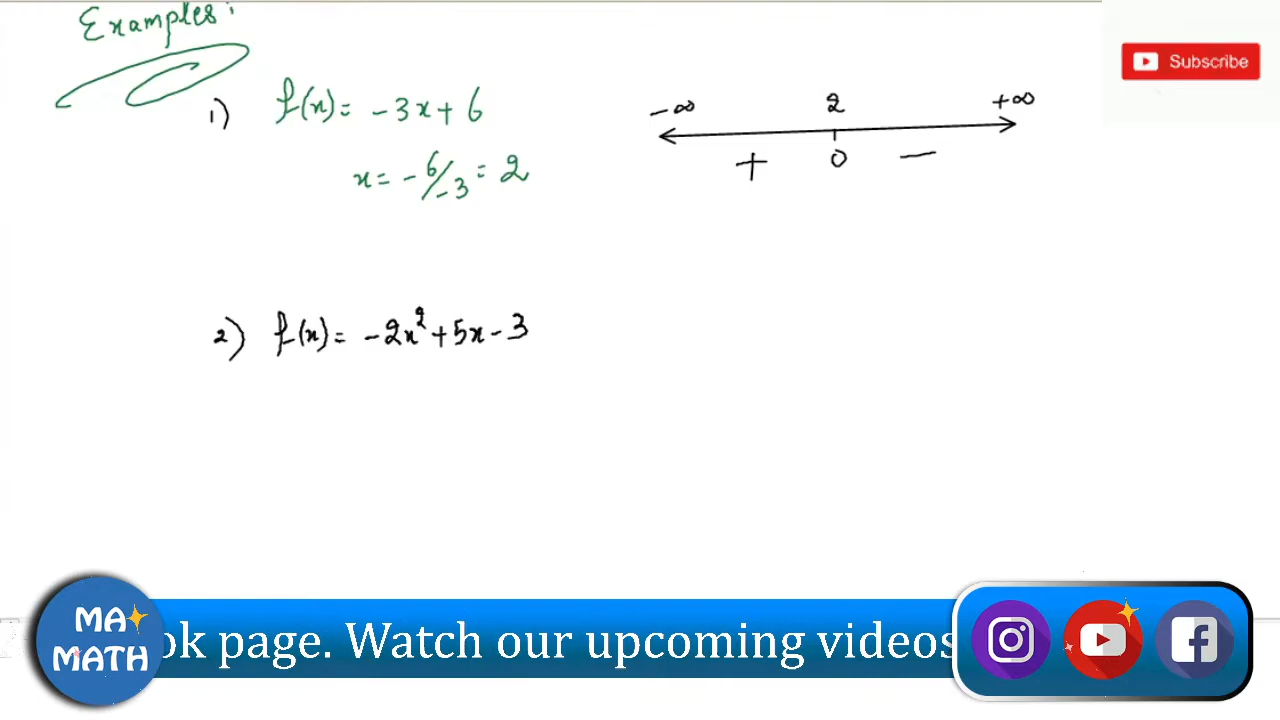 Examples:
Subscribe
1) f(x) = -3x + 6
-∞ 2 +∞
+ 0 -
x = -6/-3 = 2
2) f(x) = -2x² + 5x - 3
MA
MATH
ok page. Watch our upcoming videos